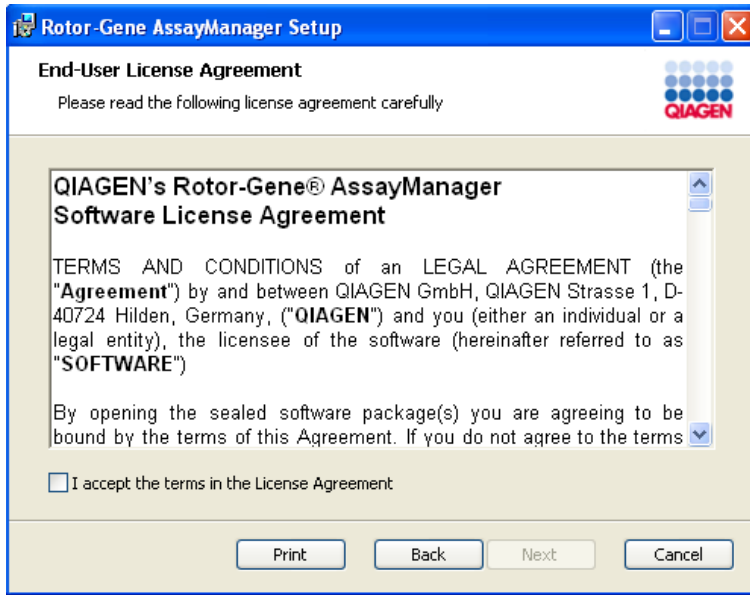 Rotor-Gene AssayManager Setup
End-User License Agreement
Please read the following license agreement carefully
QIAGEN
QIAGEN's Rotor-Gene® AssayManager
Software License Agreement
TERMS AND CONDITIONS of an LEGAL AGREEMENT (the
"Agreement") by and between QIAGEN GmbH, QIAGEN Strasse 1, D-
40724 Hilden, Germany, ("QIAGEN") and you (either an individual or a
legal entity), the licensee of the software (hereinafter referred to as
"SOFTWARE")
By opening the sealed software package(s) you are agreeing to be
bound by the terms of this Agreement. If you do not agree to the terms
I accept the terms in the License Agreement
Print
Back
Next
Cancel